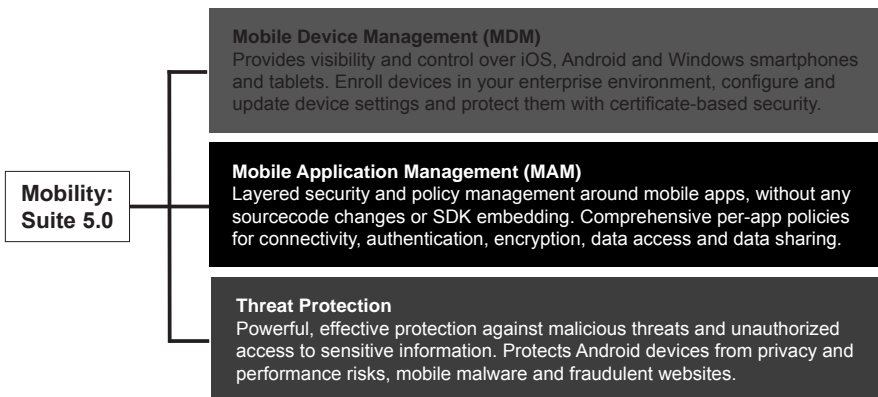 Mobile Device Management (MDM)
Provides visibility and control over iOS, Android and Windows smartphones
and tablets. Enroll devices in your enterprise environment, configure and
update device settings and protect them with certificate-based security.
Mobility:
Suite 5.0
Mobile Application Management (MAM)
Layered security and policy management around mobile apps, without any
sourcecode changes or SDK embedding. Comprehensive per-app policies
for connectivity, authentication, encryption, data access and data sharing.
Threat Protection
Powerful, effective protection against malicious threats and unauthorized
access to sensitive information. Protects Android devices from privacy and
performance risks, mobile malware and fraudulent websites.